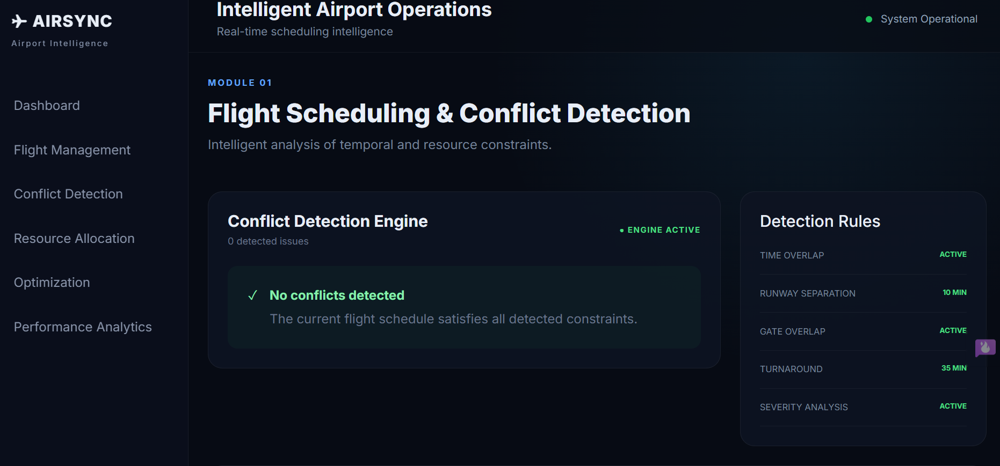 AIRSYNC
Airport Intelligence
Dashboard
Flight Management
Conflict Detection
Resource Allocation
Optimization
Performance Analytics
Intelligent Airport Operations
Real-time scheduling intelligence
System Operational
MODULE 01
Flight Scheduling & Conflict Detection
Intelligent analysis of temporal and resource constraints.
Conflict Detection Engine
0 detected issues
• ENGINE ACTIVE
✓ No conflicts detected
The current flight schedule satisfies all detected constraints.
Detection Rules
TIME OVERLAP ACTIVE
RUNWAY SEPARATION 10 MIN
GATE OVERLAP ACTIVE
TURNAROUND 35 MIN
SEVERITY ANALYSIS ACTIVE